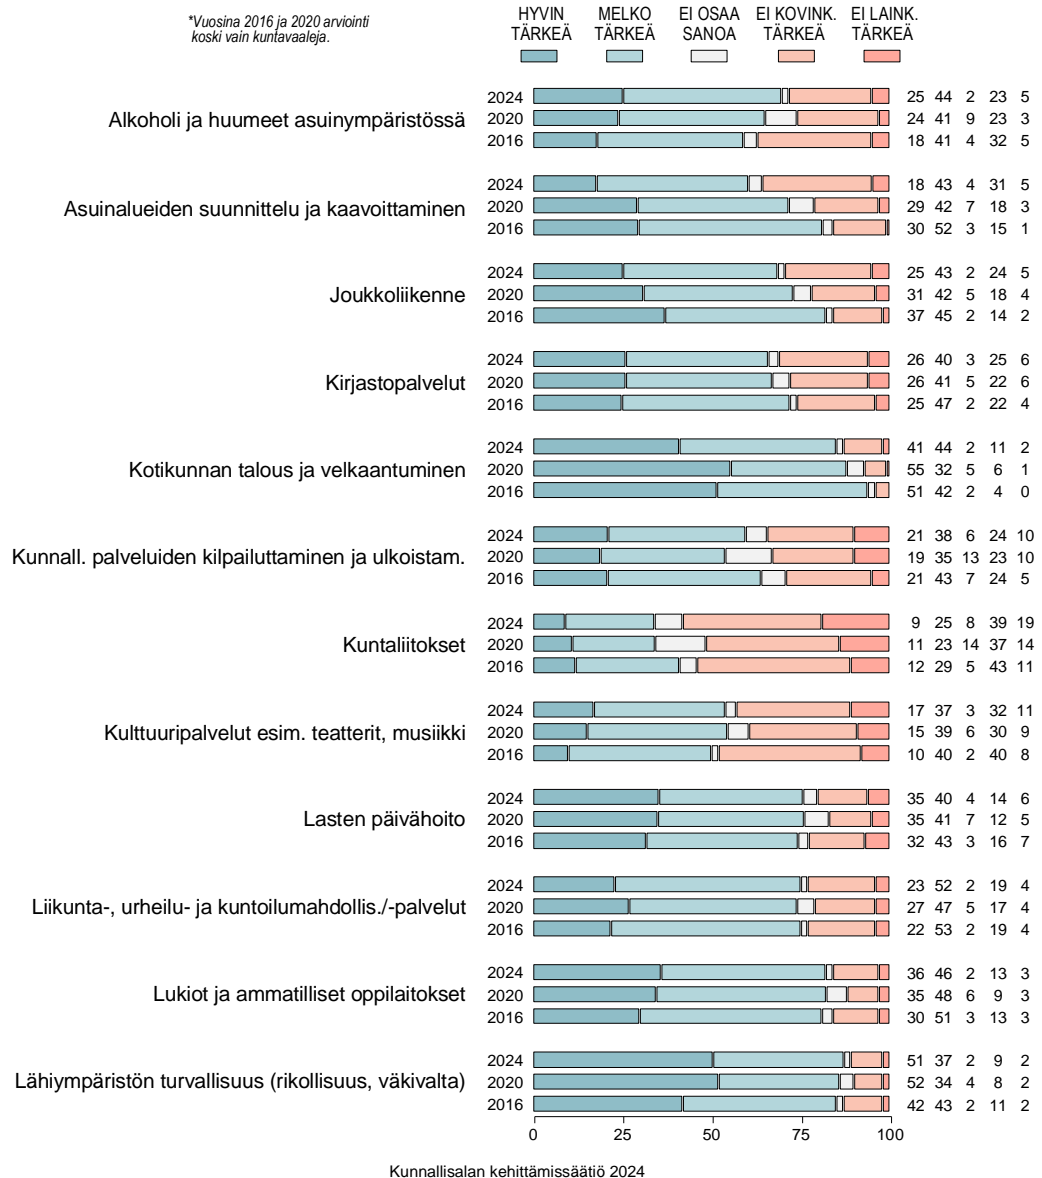 *Vuosina 2016 ja 2020 arviointi
koski vain kuntavaaleja.
HYVIN TÄRKEÄ
MELKO TÄRKEÄ
EI OSAA SANOA
EI KOVINK. TÄRKEÄ
EI LAINK. TÄRKEÄ
Alkoholi ja huumeet asuinympäristössä
2024 25 44 2 23 5
2020 24 41 9 23 3
2016 18 41 4 32 5
Asuinalueiden suunnittelu ja kaavoittaminen
2024 18 43 4 31 5
2020 29 42 7 18 3
2016 30 52 3 15 1
Joukkoliikenne
2024 25 43 2 24 5
2020 31 42 5 18 4
2016 37 45 2 14 2
Kirjastopalvelut
2024 26 40 3 25 6
2020 26 41 5 22 6
2016 25 47 2 22 4
Kotikunnan talous ja velkaantuminen
2024 41 44 2 11 2
2020 55 32 5 6 1
2016 51 42 2 4 0
Kunnall. palveluiden kilpailuttaminen ja ulkoistam.
2024 21 38 6 24 10
2020 19 35 13 23 10
2016 21 43 7 24 5
Kuntaliitokset
2024 9 25 8 39 19
2020 11 23 14 37 14
2016 12 29 5 43 11
Kulttuuripalvelut esim. teatterit, musiikki
2024 17 37 3 32 11
2020 15 39 6 30 9
2016 10 40 2 40 8
Lasten päivähoito
2024 35 40 4 14 6
2020 35 41 7 12 5
2016 32 43 3 16 7
Liikunta-, urheilu- ja kuntoilumahdollis./-palvelut
2024 23 52 2 19 4
2020 27 47 5 17 4
2016 22 53 2 19 4
Lukiot ja ammatilliset oppilaitokset
2024 36 46 2 13 3
2020 35 48 6 9 3
2016 30 51 3 13 3
Lähiympäristön turvallisuus (rikollisuus, väkivalta)
2024 51 37 2 9 2
2020 52 34 4 8 2
2016 42 43 2 11 2
0 25 50 75 100
Kunnallisalan kehittämissäätiö 2024